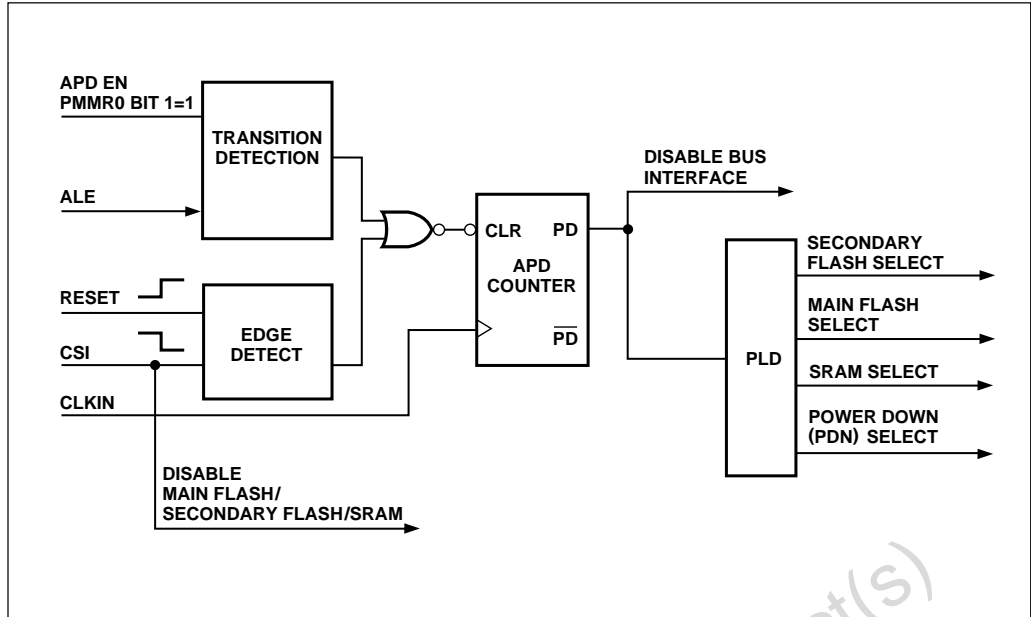 APD EN
PMMR0 BIT 1=1
TRANSITION
DETECTION
ALE
RESET
CSI
CLKIN
EDGE
DETECT
CLR
PD
APD
COUNTER
P̅D̅
DISABLE BUS
INTERFACE
PLD
SECONDARY
FLASH SELECT
MAIN FLASH
SELECT
SRAM SELECT
POWER DOWN
(PDN) SELECT
DISABLE
MAIN FLASH/
SECONDARY FLASH/SRAM